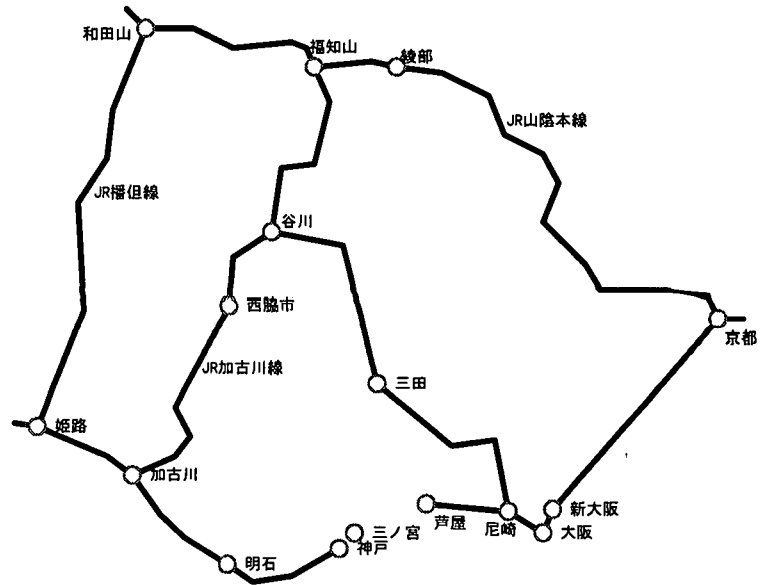 和田山
福知山
綾部
JR山陰本線
JR播但線
谷川
西脇市
京都
JR加古川線
三田
姫路
加古川
芦屋
尼崎
新大阪
大阪
三ノ宮
神戸
明石